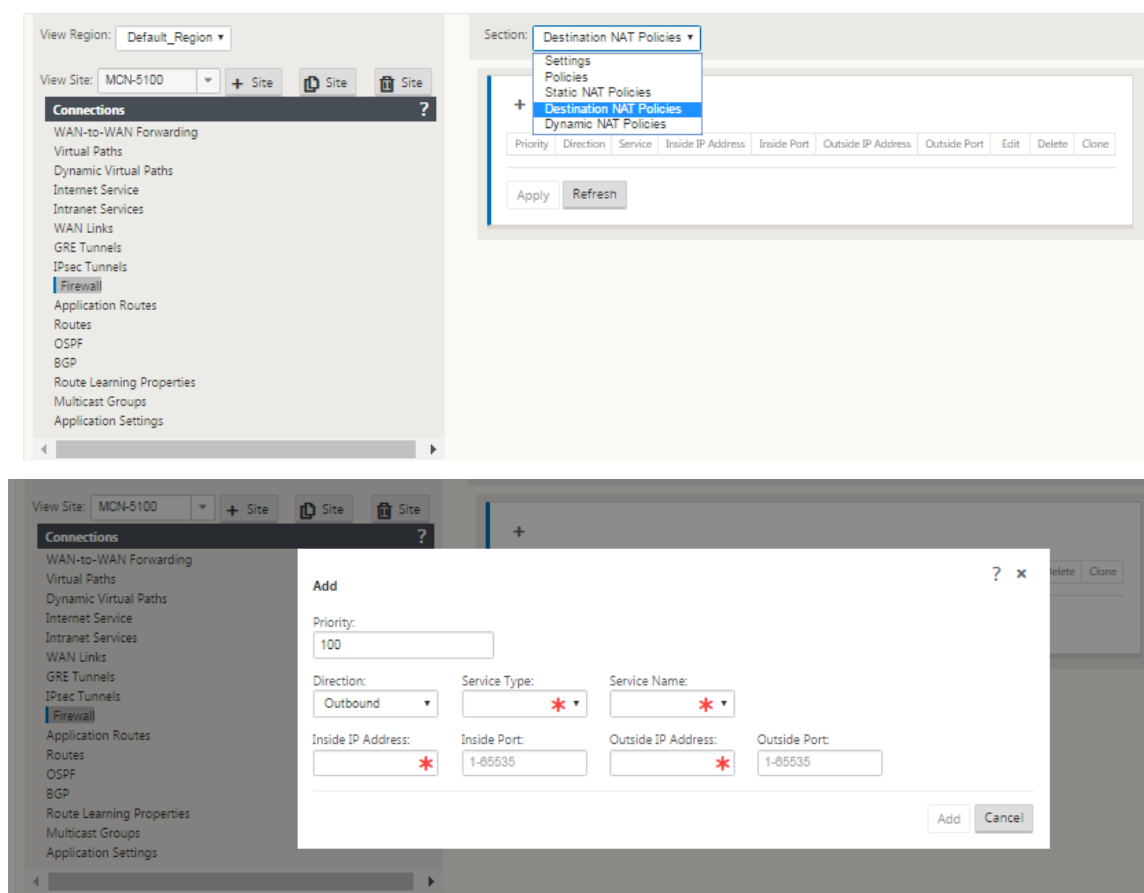 View Region: Default_Region
Section: Destination NAT Policies
Settings
Policies
Static NAT Policies
Destination NAT Policies
Dynamic NAT Policies
View Site: MCN-5100 + Site Site Site
Connections ?
WAN-to-WAN Forwarding
Virtual Paths
Dynamic Virtual Paths
Internet Service
Intranet Services
WAN Links
GRE Tunnels
IPsec Tunnels
Firewall
Application Routes
Routes
OSPF
BGP
Route Learning Properties
Multicast Groups
Application Settings
+
Priority Direction Service Inside IP Address Inside Port Outside IP Address Outside Port Edit Delete Clone
Apply Refresh
View Site: MCN-5100 + Site Site Site
Connections ?
WAN-to-WAN Forwarding
Virtual Paths
Dynamic Virtual Paths
Internet Service
Intranet Services
WAN Links
GRE Tunnels
IPsec Tunnels
Firewall
Application Routes
Routes
OSPF
BGP
Route Learning Properties
Multicast Groups
Application Settings
+
elete Clone
Add ? ×
Priority:
100
Direction: Service Type: Service Name:
Outbound * *
Inside IP Address: Inside Port: Outside IP Address: Outside Port:
* 1-65535 * 1-65535
Add Cancel